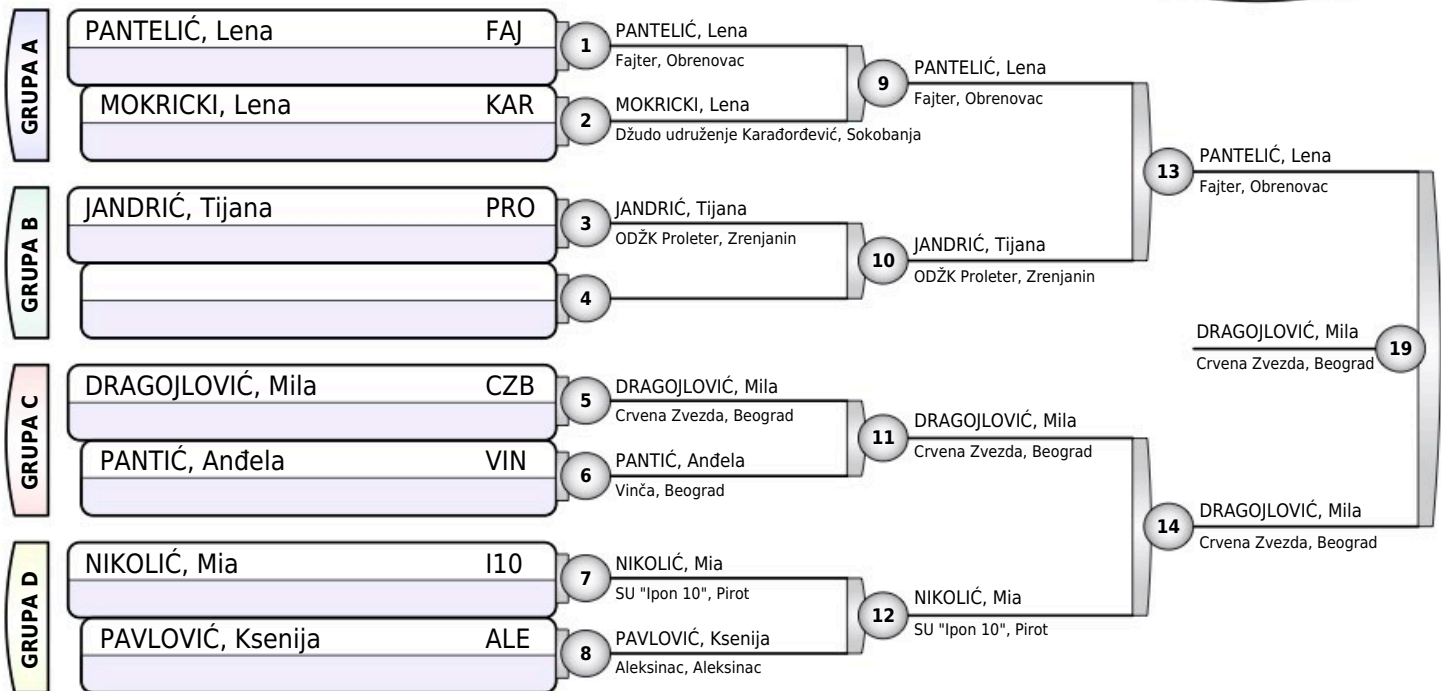 GRUPA A
PANTELIĆ, Lena FAJ
MOKRICKI, Lena KAR
1
PANTELIĆ, Lena
Fajter, Obrenovac
2
MOKRICKI, Lena
Džudo udruženje Karađorđević, Sokobanja
9
PANTELIĆ, Lena
Fajter, Obrenovac
GRUPA B
JANDRIĆ, Tijana PRO
3
JANDRIĆ, Tijana
ODŽK Proleter, Zrenjanin
4
10
JANDRIĆ, Tijana
ODŽK Proleter, Zrenjanin
13
PANTELIĆ, Lena
Fajter, Obrenovac
GRUPA C
DRAGOJLOVIĆ, Mila CZB
PANTIĆ, Anđela VIN
5
DRAGOJLOVIĆ, Mila
Crvena Zvezda, Beograd
6
PANTIĆ, Anđela
Vinča, Beograd
11
DRAGOJLOVIĆ, Mila
Crvena Zvezda, Beograd
GRUPA D
NIKOLIĆ, Mia I10
PAVLOVIĆ, Ksenija ALE
7
NIKOLIĆ, Mia
SU "Ipon 10", Pirot
8
PAVLOVIĆ, Ksenija
Aleksinac, Aleksinac
12
NIKOLIĆ, Mia
SU "Ipon 10", Pirot
14
DRAGOJLOVIĆ, Mila
Crvena Zvezda, Beograd
DRAGOJLOVIĆ, Mila
Crvena Zvezda, Beograd
19